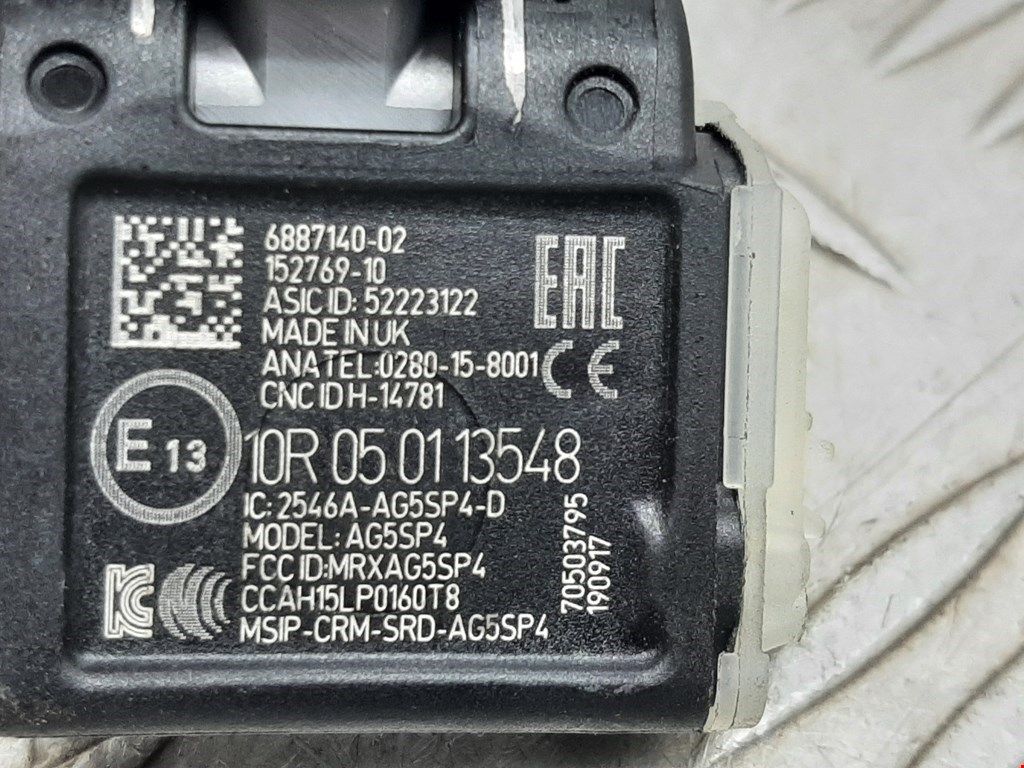 6887140-02
152769-10
ASIC ID: 52223122
MADE IN UK
ANATEL:0280-15-8001
CNC ID H-14781
EAC
CE
E 13
10R 05 01 13548
IC: 2546A-AG5SP4-D
MODEL: AG5SP4
FCC ID:MRXAG5SP4
CCAH15LP0160T8
MSIP-CRM-SRD-AG5SP4
70503795
190917